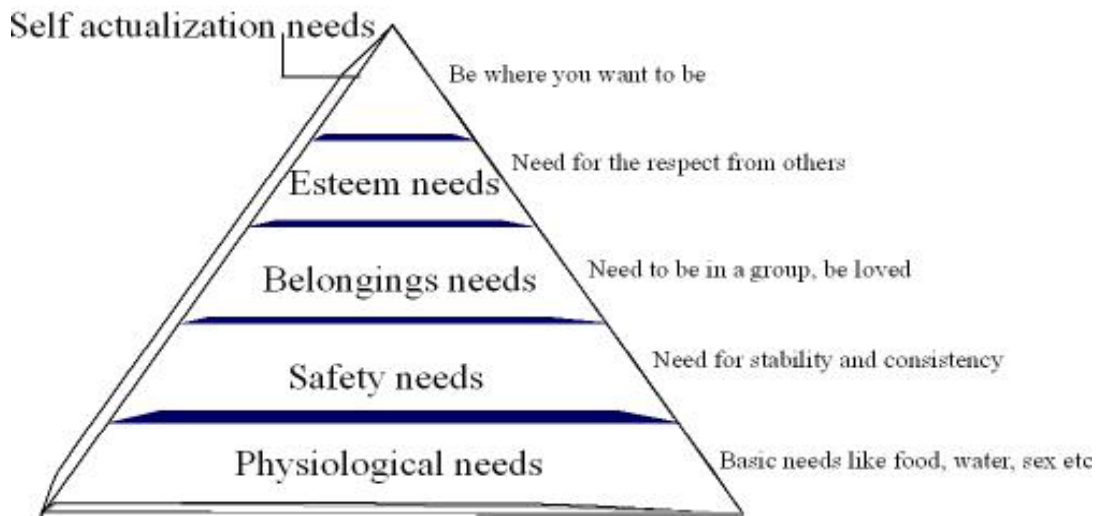 Self actualization needs
Be where you want to be
Need for the respect from others
Esteem needs
Need to be in a group, be loved
Belongings needs
Need for stability and consistency
Safety needs
Physiological needs
Basic needs like food, water, sex etc